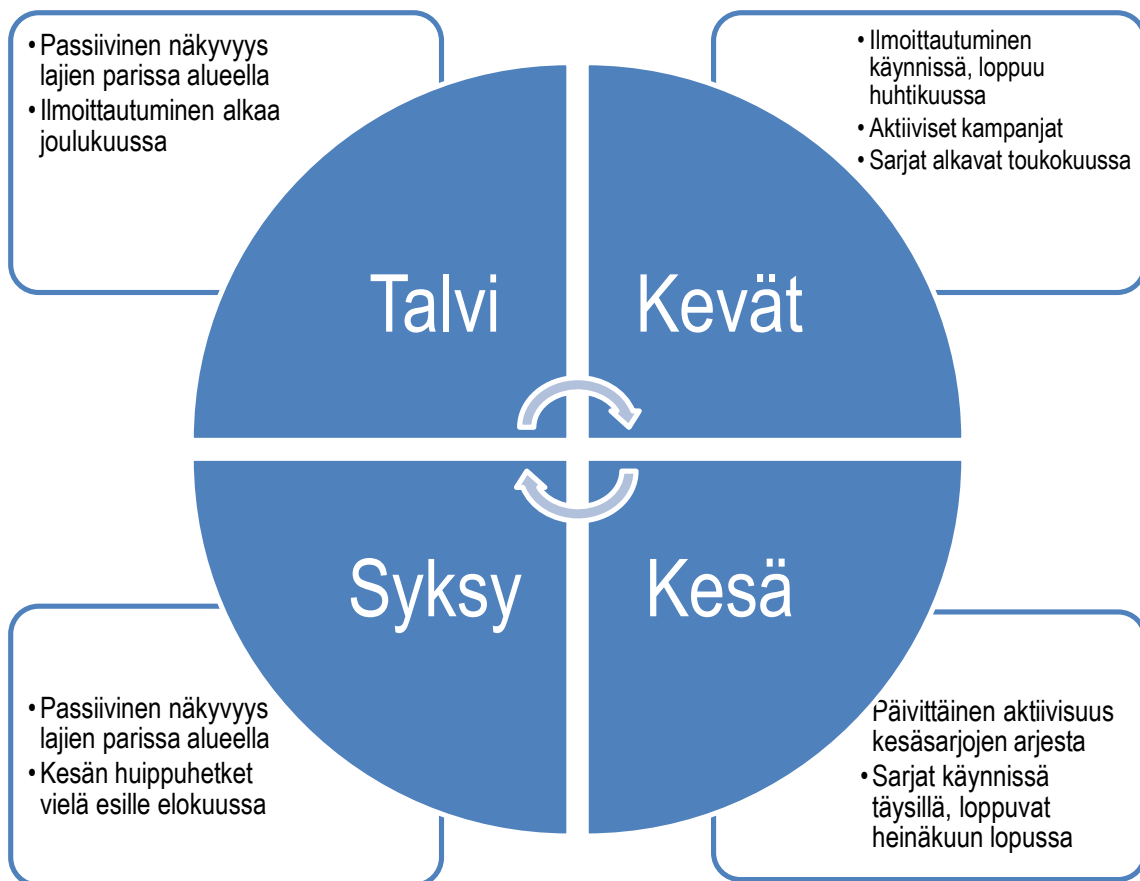 • Passiivinen näkyvyys
lajien parissa alueella
• Ilmoittautuminen alkaa
joulukuussa
• Ilmoittautuminen
käynnissä, loppuu
huhtikuussa
• Aktiiviset kampanjat
• Sarjat alkavat toukokuussa
Talvi
Kevät
Syksy
Kesä
• Passiivinen näkyvyys
lajien parissa alueella
• Kesän huippuhetket
vielä esille elokuussa
Päivittäinen aktiivisuus
kesäsarjojen arjesta
• Sarjat käynnissä
täysillä, loppuvat
heinäkuun lopussa